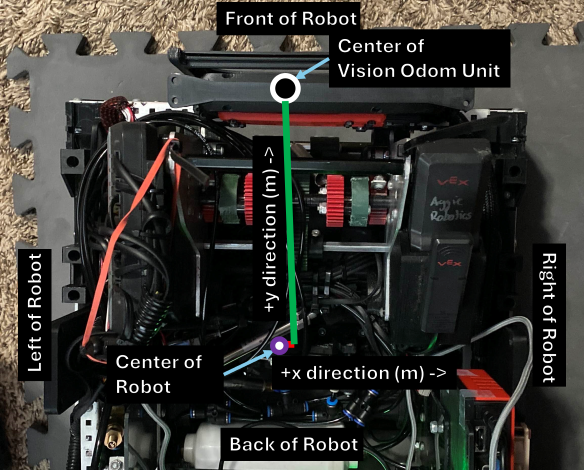 Front of Robot
Center of
Vision Odom Unit
+y direction (m) ->
VEX
Robotics
VEX
Left of Robot
Right of Robot
Center of
Robot
+x direction (m) ->
Back of Robot